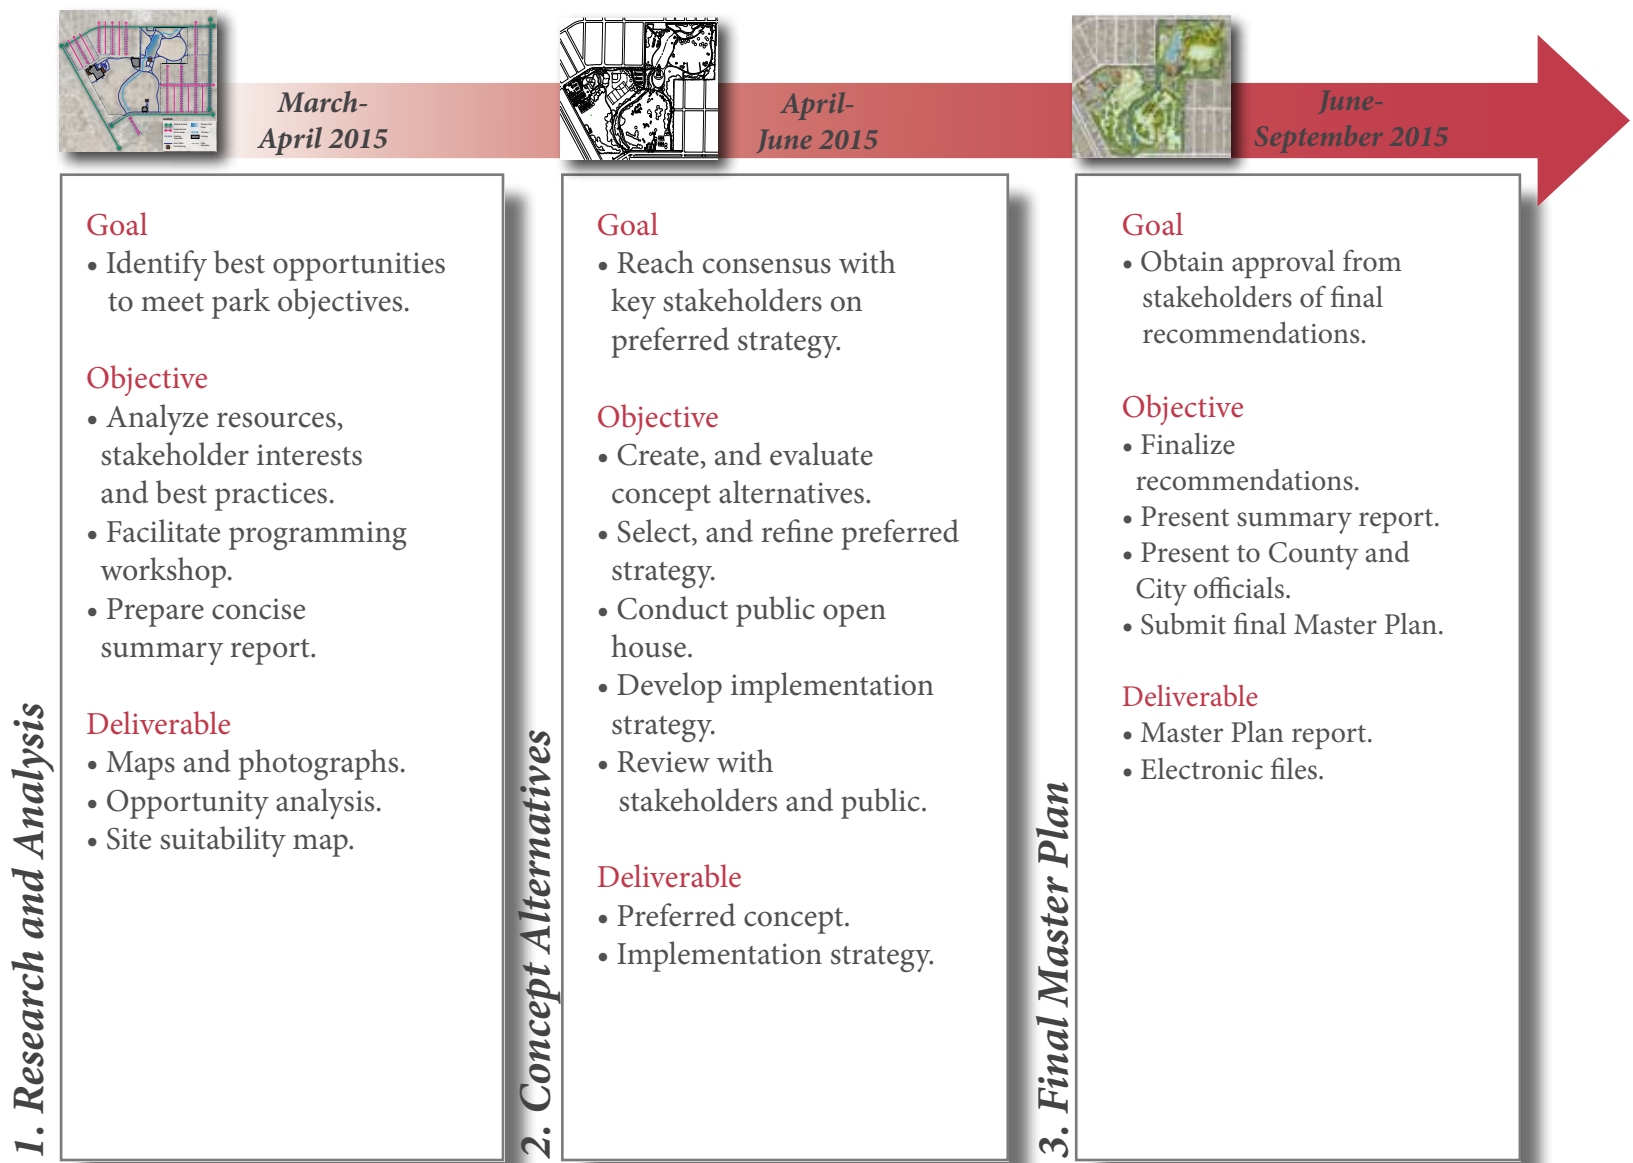 March-
April 2015
April-
June 2015
June-
September 2015
1. Research and Analysis
Goal
• Identify best opportunities
to meet park objectives.
Objective
• Analyze resources,
stakeholder interests
and best practices.
• Facilitate programming
workshop.
• Prepare concise
summary report.
Deliverable
• Maps and photographs.
• Opportunity analysis.
• Site suitability map.
2. Concept Alternatives
Goal
• Reach consensus with
key stakeholders on
preferred strategy.
Objective
• Create, and evaluate
concept alternatives.
• Select, and refine preferred
strategy.
• Conduct public open
house.
• Develop implementation
strategy.
• Review with
stakeholders and public.
Deliverable
• Preferred concept.
• Implementation strategy.
3. Final Master Plan
Goal
• Obtain approval from
stakeholders of final
recommendations.
Objective
• Finalize
recommendations.
• Present summary report.
• Present to County and
City officials.
• Submit final Master Plan.
Deliverable
• Master Plan report.
• Electronic files.